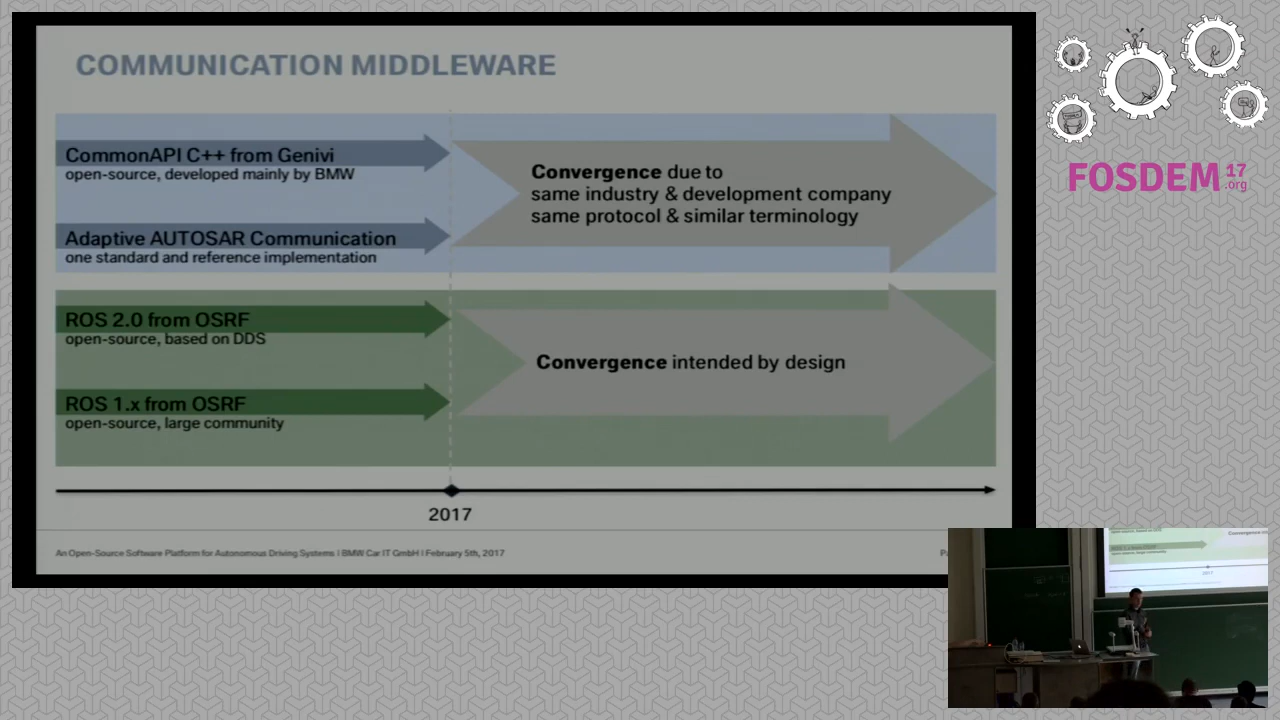 COMMUNICATION MIDDLEWARE
CommonAPI C++ from Genivi
open-source, developed mainly by BMW
Adaptive AUTOSAR Communication
one standard and reference implementation
Convergence due to
same industry & development company
same protocol & similar terminology
ROS 2.0 from OSRF
open-source, based on DDS
ROS 1.x from OSRF
open-source, large community
Convergence intended by design
2017
An Open-Source Software Platform for Autonomous Driving Systems | BMW Car IT GmbH | February 5th, 2017
FOSDEM 17
.org
2017